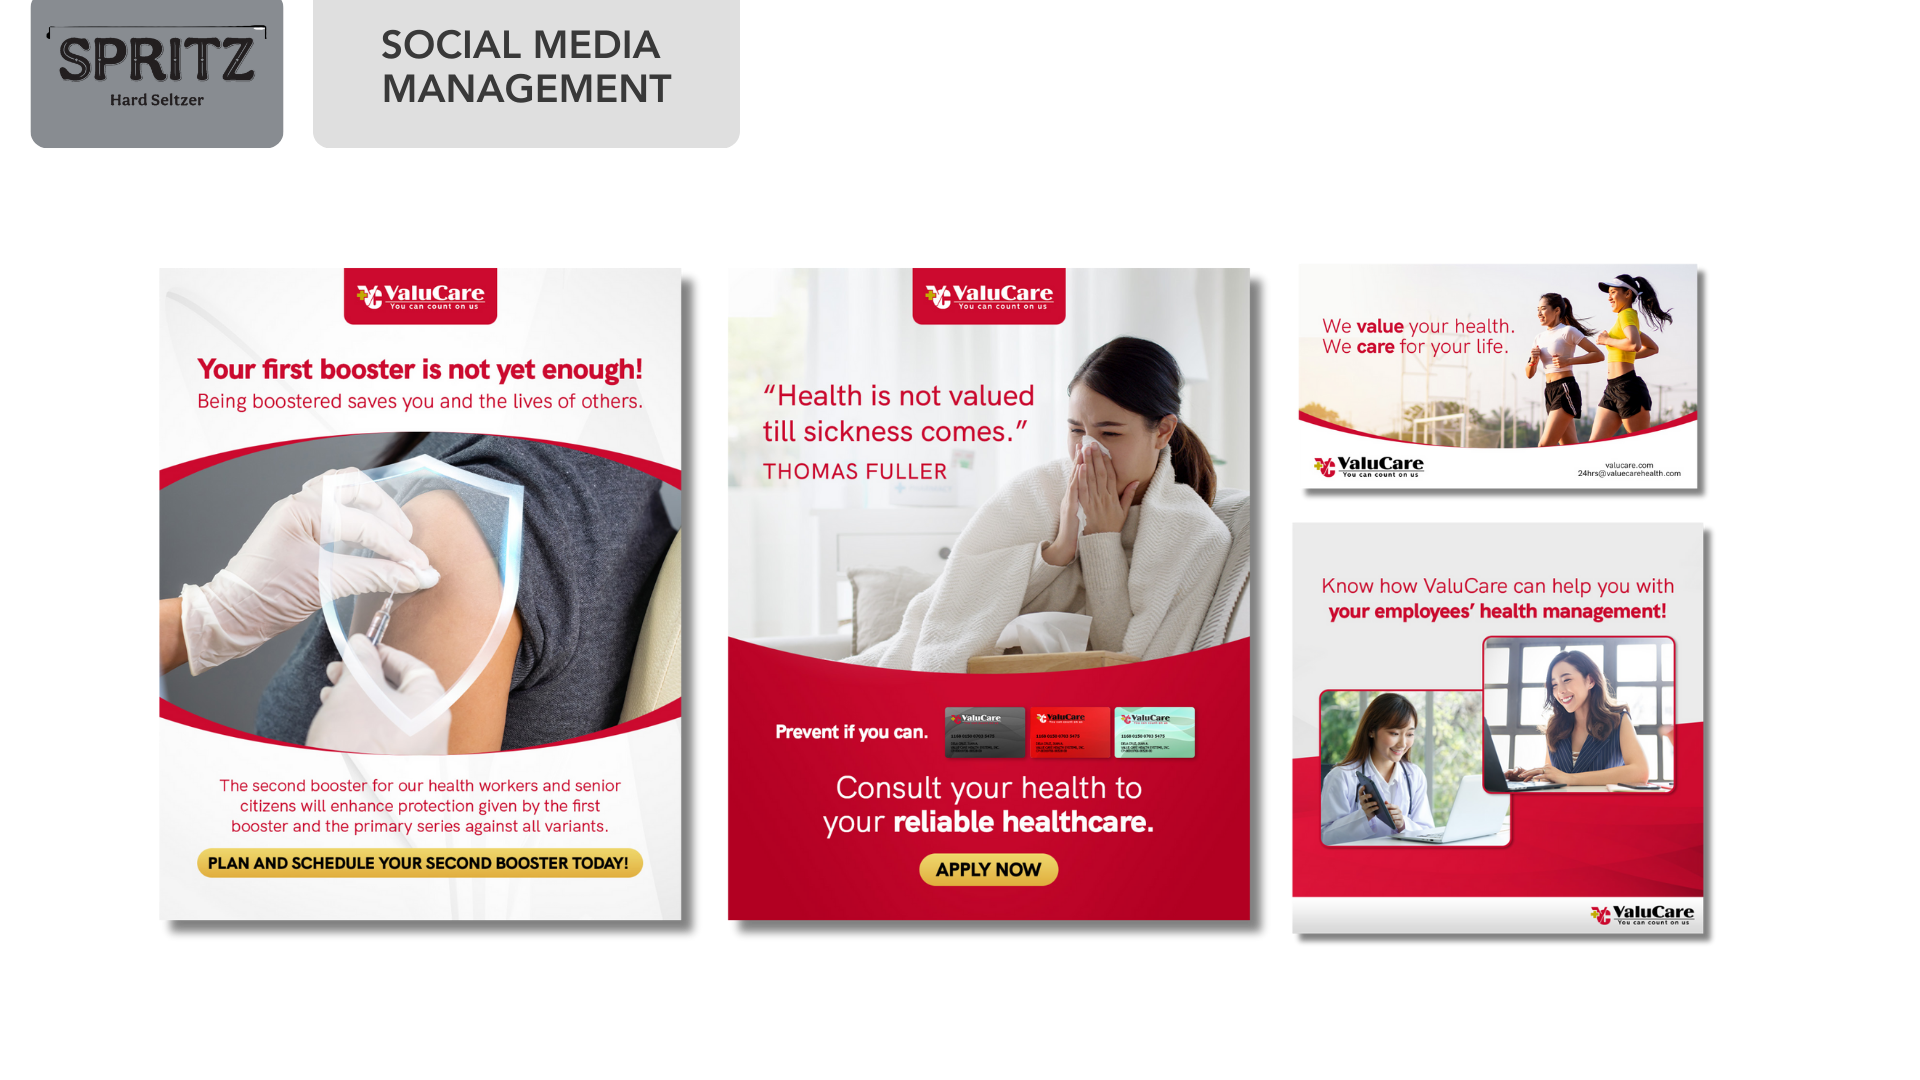 SPRITZ
Hard Seltzer
SOCIAL MEDIA
MANAGEMENT
ValuCare
You can count on us
Your first booster is not yet enough!
Being boostered saves you and the lives of others.
The second booster for our health workers and senior
citizens will enhance protection given by the first
booster and the primary series against all variants.
PLAN AND SCHEDULE YOUR SECOND BOOSTER TODAY!
ValuCare
You can count on us
“Health is not valued
till sickness comes.”
THOMAS FULLER
Prevent if you can.
ValuCare
ValuCare
ValuCare
Consult your health to
your reliable healthcare.
APPLY NOW
We value your health.
We care for your life.
ValuCare
You can count on us
valucare.com
24hrs@valuecarehealth.com
Know how ValuCare can help you with
your employees’ health management!
ValuCare
You can count on us